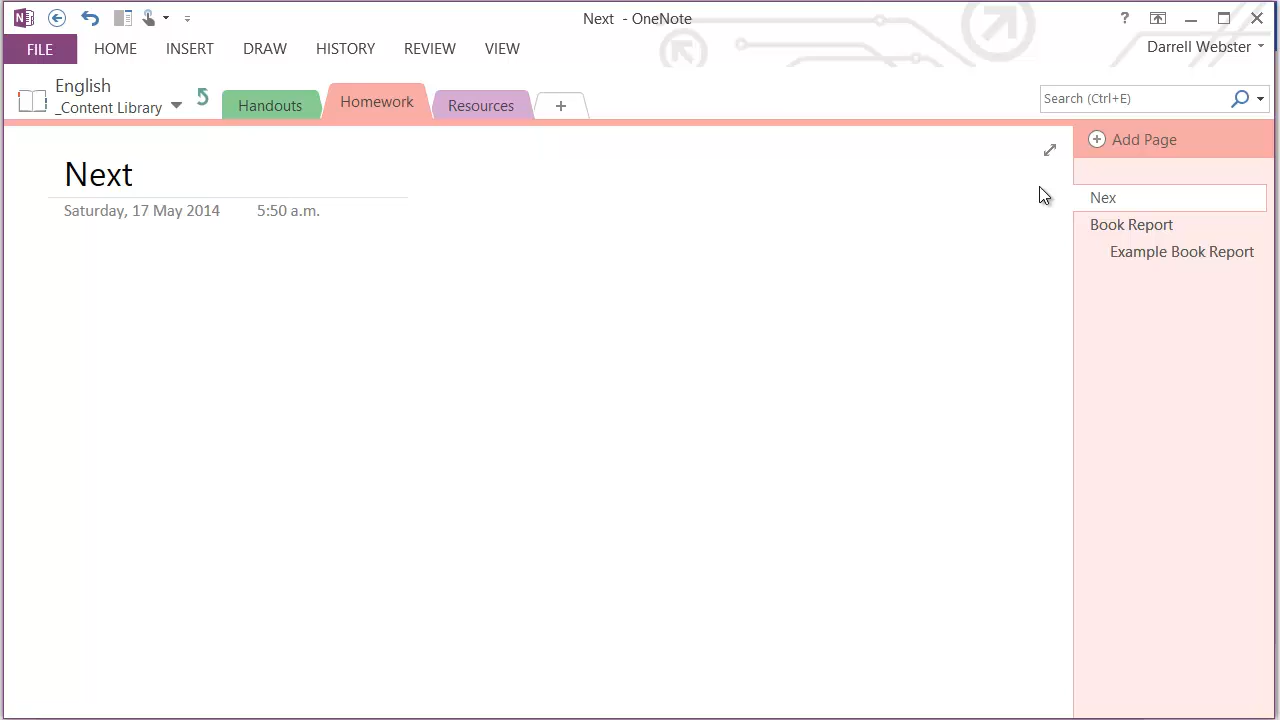 Next - OneNote
?
FILE HOME INSERT DRAW HISTORY REVIEW VIEW
Darrell Webster
English
_Content Library
Handouts Homework Resources +
Search (Ctrl+E)
Add Page
Next
Saturday, 17 May 2014 5:50 a.m.
Nex
Book Report
Example Book Report